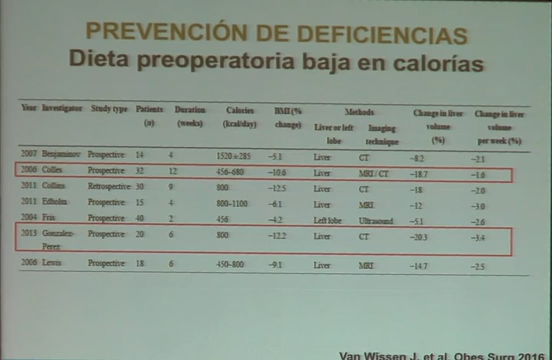 PREVENCIÓN DE DEFICIENCIAS
Dieta preoperatoria baja en calorías
Year Investigator Study type Patients (n) Duration (weeks) Calories (kcal/day) BMI (% change) Methods Change in liver volume (%) Change in liver volume per week (%)
Liver or left lobe Imaging technique
2007 Benjaminov Prospective 14 4 1520 ± 285 −5.1 Liver CT −8.2 −2.1
2006 Colles Prospective 32 12 456–680 −10.6 Liver MRI/CT −18.7 −1.6
2011 Collins Retrospective 30 9 800 −12.5 Liver CT −18 −2.0
2011 Edholm Prospective 15 4 800–1100 −6.1 Liver MRI −12 −3.0
2004 Fris Prospective 40 2 456 −4.2 Left lobe Ultrasound −5.1 −2.6
2013 Gonzalez-Perez Prospective 20 6 800 −12.2 Liver CT −20.3 −3.4
2006 Lewis Prospective 18 6 450–800 −9.1 Liver MRI −14.7 −2.5
Van Wissen J, et al. Obes Surg 2016